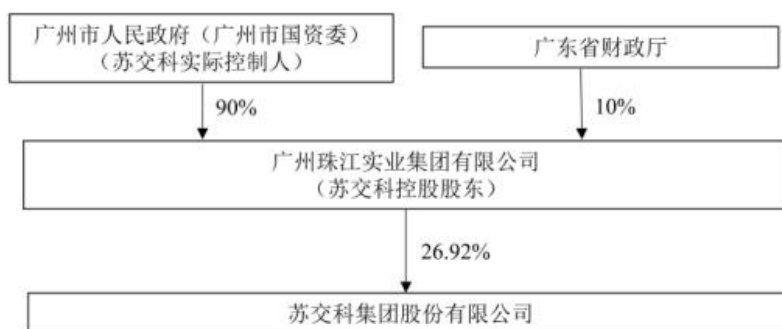 广州市人民政府（广州市国资委）
（苏交科实际控制人）
广东省财政厅
90%
10%
广州珠江实业集团有限公司
（苏交科控股股东）
26.92%
苏交科集团股份有限公司